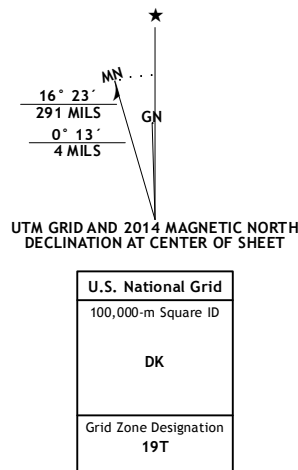 ★
MN
GN
16° 23´
291 MILS
0° 13´
4 MILS
UTM GRID AND 2014 MAGNETIC NORTH
DECLINATION AT CENTER OF SHEET
U.S. National Grid
100,000-m Square ID
DK
Grid Zone Designation
19T